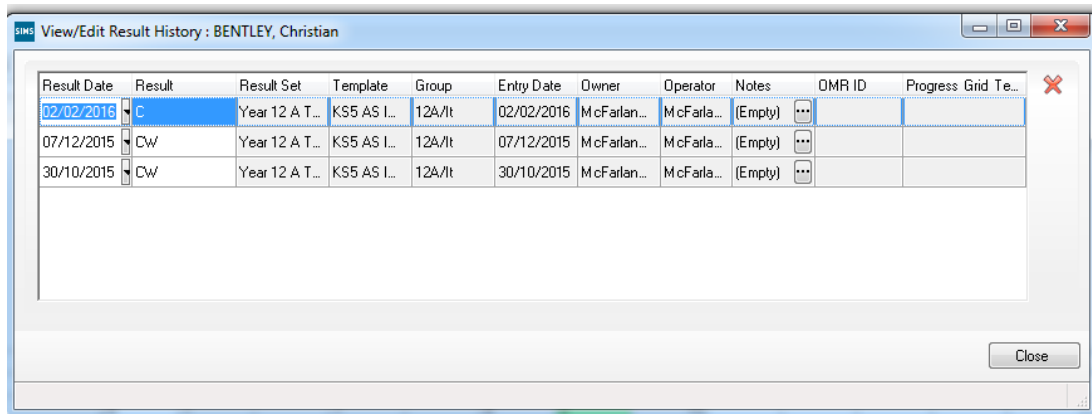 SIMS View/Edit Result History : BENTLEY, Christian
Result Date Result Result Set Template Group Entry Date Owner Operator Notes OMR ID Progress Grid Te...
02/02/2016 C Year 12 A T... KS5 AS I... 12A/It 02/02/2016 McFarlan... McFarla... (Empty) ...
07/12/2015 CW Year 12 A T... KS5 AS I... 12A/It 07/12/2015 McFarlan... McFarla... (Empty) ...
30/10/2015 CW Year 12 A T... KS5 AS I... 12A/It 30/10/2015 McFarlan... McFarla... (Empty) ...
Close